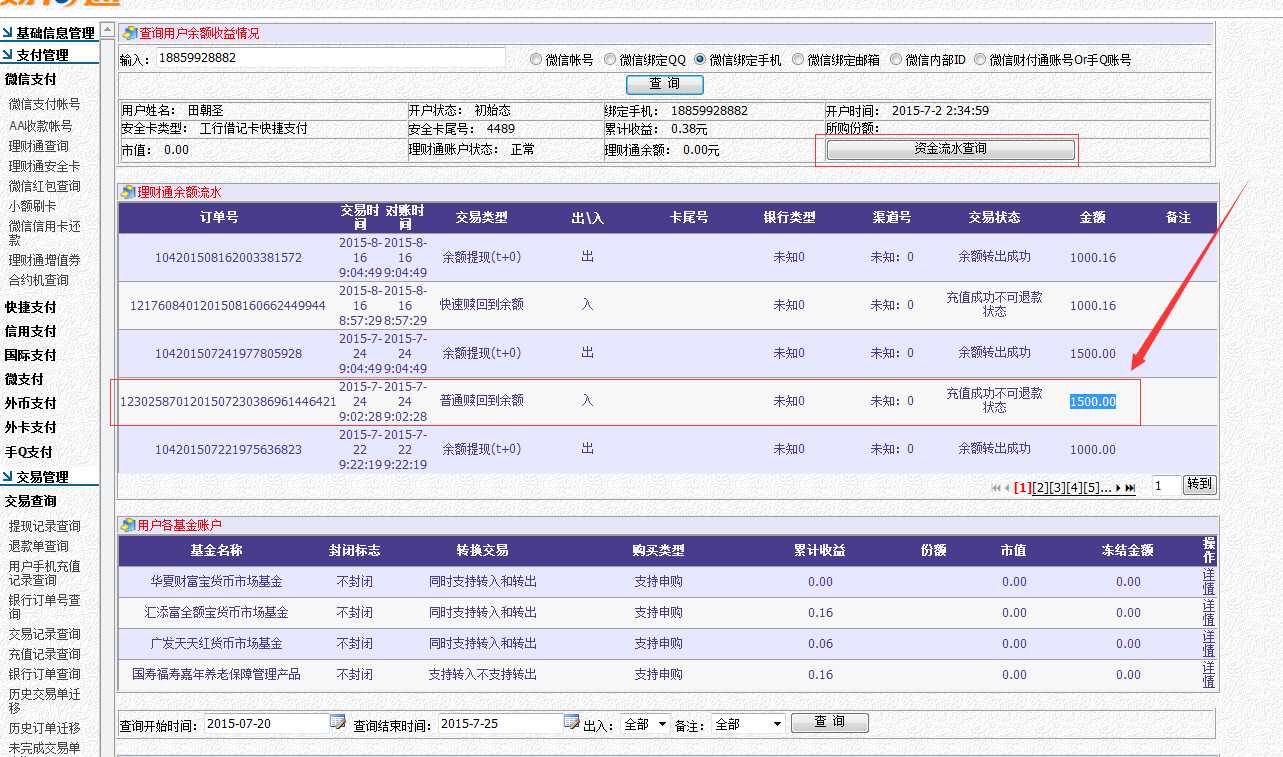 基础信息管理
支付管理
微信支付
微信支付帐号
AA收款帐号
理财通查询
理财通安全卡
微信红包查询
小额刷卡
微信信用卡还
款
理财通增值券
合约机查询
快捷支付
信用支付
国际支付
微支付
外币支付
外卡支付
手Q支付
交易管理
交易查询
提现记录查询
退款单查询
用户手机充值
记录查询
银行订单号查
询
交易记录查询
充值记录查询
银行订单查询
历史交易单迁
移
历史订单迁移
未完成交易单
查询用户余额收益情况
输入： 18859928882 微信帐号 微信绑定QQ 微信绑定手机 微信绑定邮箱 微信内部ID 微信财付通账号Or手Q账号
查 询
用户姓名： 田朝圣 开户状态： 初始态 绑定手机： 18859928882 开户时间： 2015-7-2 2:34:59
安全卡类型： 工行借记卡快捷支付 安全卡尾号： 4489 累计收益： 0.38元 所购份额：
市值： 0.00 理财通账户状态： 正常 理财通余额： 0.00元 资金流水查询
理财通余额流水
订单号 交易时间 对账时间 交易类型 出\入 卡尾号 银行类型 渠道号 交易状态 金额 备注
104201508162003381572 2015-8-16 9:04:49 2015-8-16 9:04:49 余额提现(t+0) 出 未知0 未知：0 余额转出成功 1000.16
1217608401201508160662449944 2015-8-16 8:57:29 2015-8-16 8:57:29 快速赎回到余额 入 未知0 未知：0 充值成功不可退款状态 1000.16
104201507241977805928 2015-7-24 9:04:49 2015-7-24 9:04:49 余额提现(t+0) 出 未知0 未知：0 余额转出成功 1500.00
1230258701201507230386961446421 2015-7-24 9:02:28 2015-7-24 9:02:28 普通赎回到余额 入 未知0 未知：0 充值成功不可退款状态 1500.00
104201507221975636823 2015-7-22 9:22:19 2015-7-22 9:22:19 余额提现(t+0) 出 未知0 未知：0 余额转出成功 1000.00
[1][2][3][4][5]... 1 转到
用户各基金账户
基金名称 封闭标志 转换交易 购买类型 累计收益 份额 市值 冻结金额 操作
华夏财富宝货币市场基金 不封闭 同时支持转入和转出 支持申购 0.00 0.00 0.00 详情
汇添富全额宝货币市场基金 不封闭 同时支持转入和转出 支持申购 0.16 0.00 0.00 详情
广发天天红货币市场基金 不封闭 同时支持转入和转出 支持申购 0.06 0.00 0.00 详情
国寿福寿嘉年养老保障管理产品 不封闭 支持转入不支持转出 支持申购 0.16 0.00 0.00 详情
查询开始时间： 2015-07-20 查询结束时间： 2015-7-25 出入： 全部 备注： 全部 查 询